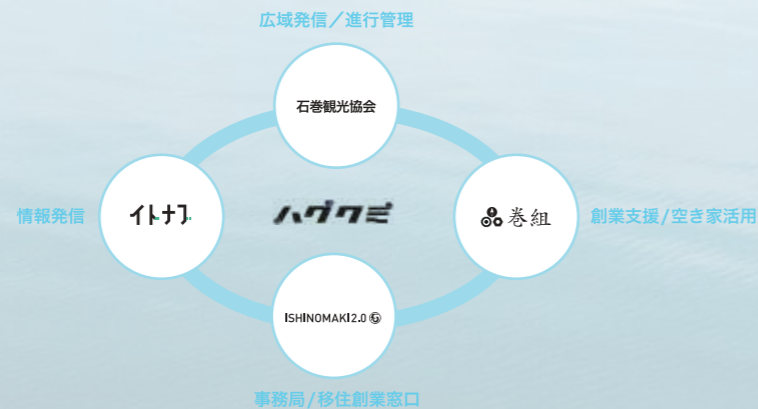 広域発信／進行管理
石巻観光協会
情報発信
イトナブ
ハグクミ
巻組
創業支援/空き家活用
ISHINOMAKI2.0
事務局/移住創業窓口